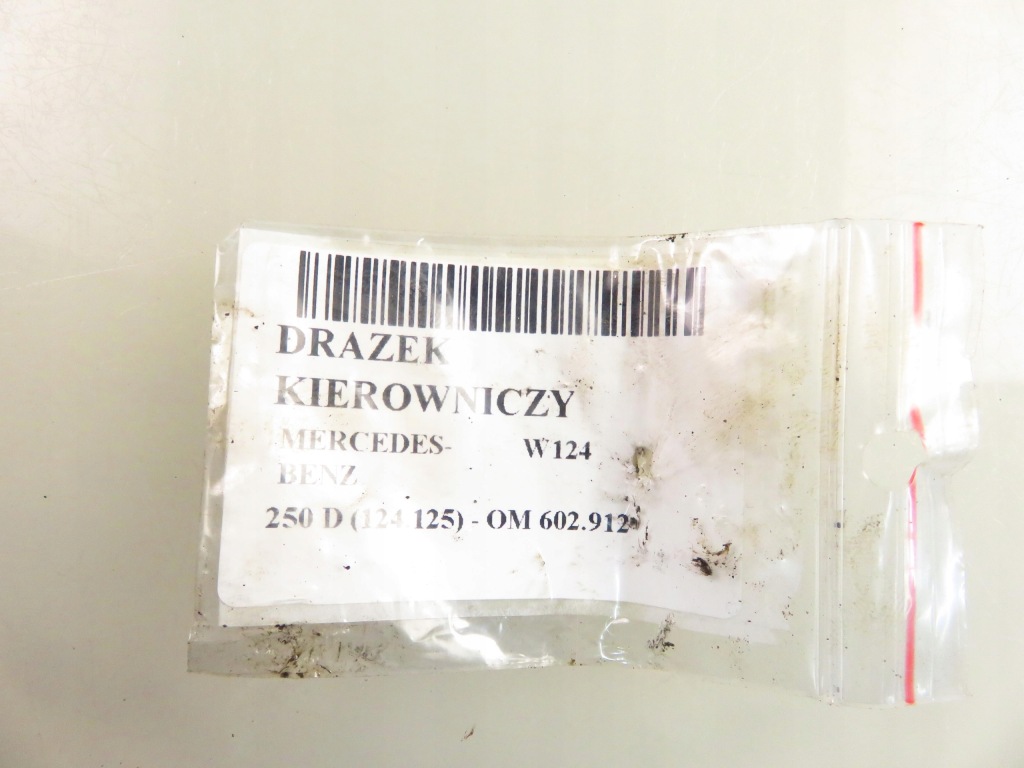 DRAZEK
KIEROWNICZY
MERCEDES- W124
BENZ
250 D (124.125) - OM 602.912